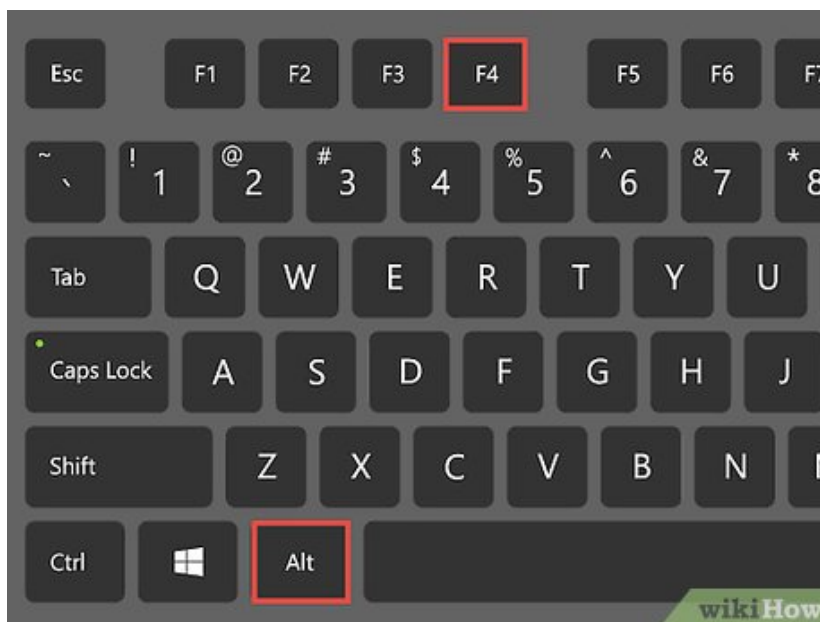 Esc F1 F2 F3 F4 F5 F6 F7
~ ` ! 1 @ 2 # 3 $ 4 % 5 ^ 6 & 7 * 8
Tab Q W E R T Y U
Caps Lock A S D F G H J
Shift Z X C V B N
Ctrl Alt
wikiHow